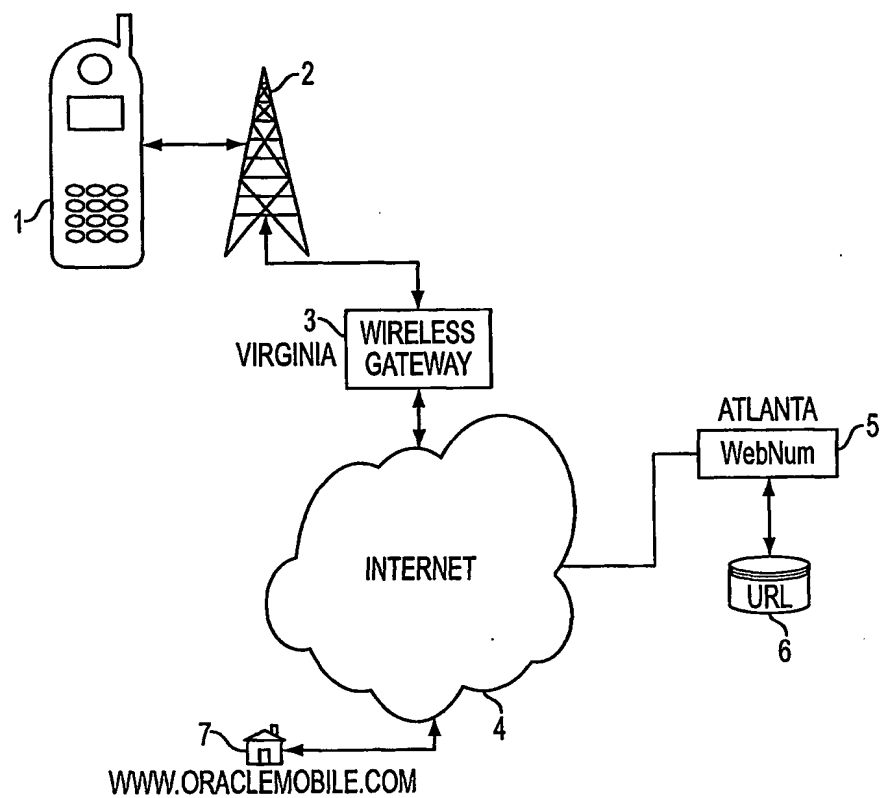 2
1
3
WIRELESS
GATEWAY
VIRGINIA
ATLANTA
WebNum
5
INTERNET
URL
6
4
7
WWW.ORACLEMOBILE.COM